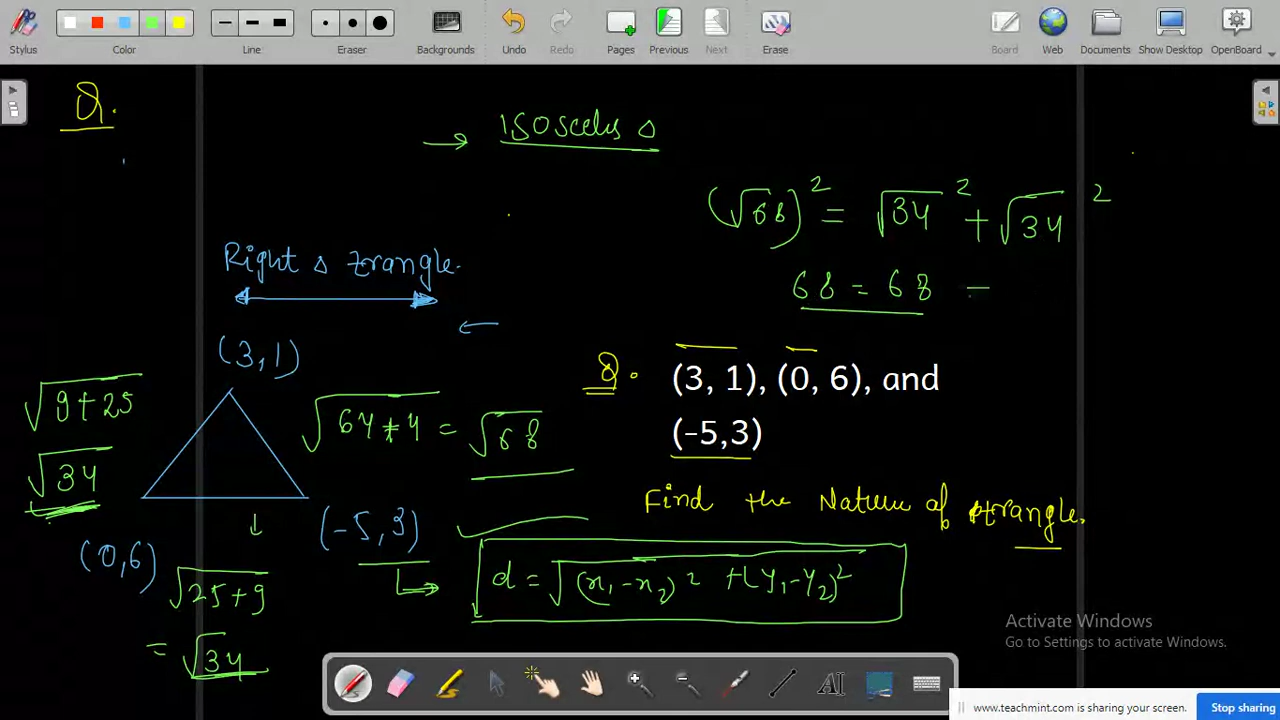 Stylus
Color
Line
Eraser
Backgrounds
Undo
Redo
Pages
Previous
Next
Erase
Board
Web
Documents
Show Desktop
OpenBoard
Q.
→ Isoscelus △
(√68)² = √34² + √34²
68 = 68 =
Right △ trangle.
(3,1)
Q. (3, 1), (0, 6), and
(-5,3)
√9+25
√34
√64+4 = √68
Find the Nature of trangle.
(0,6)
(-5,3)
d = √(x₁-x₂)² + (y₁-y₂)²
√25+9
= √34
Activate Windows
Go to Settings to activate Windows.
www.teachmint.com is sharing your screen.
Stop sharing